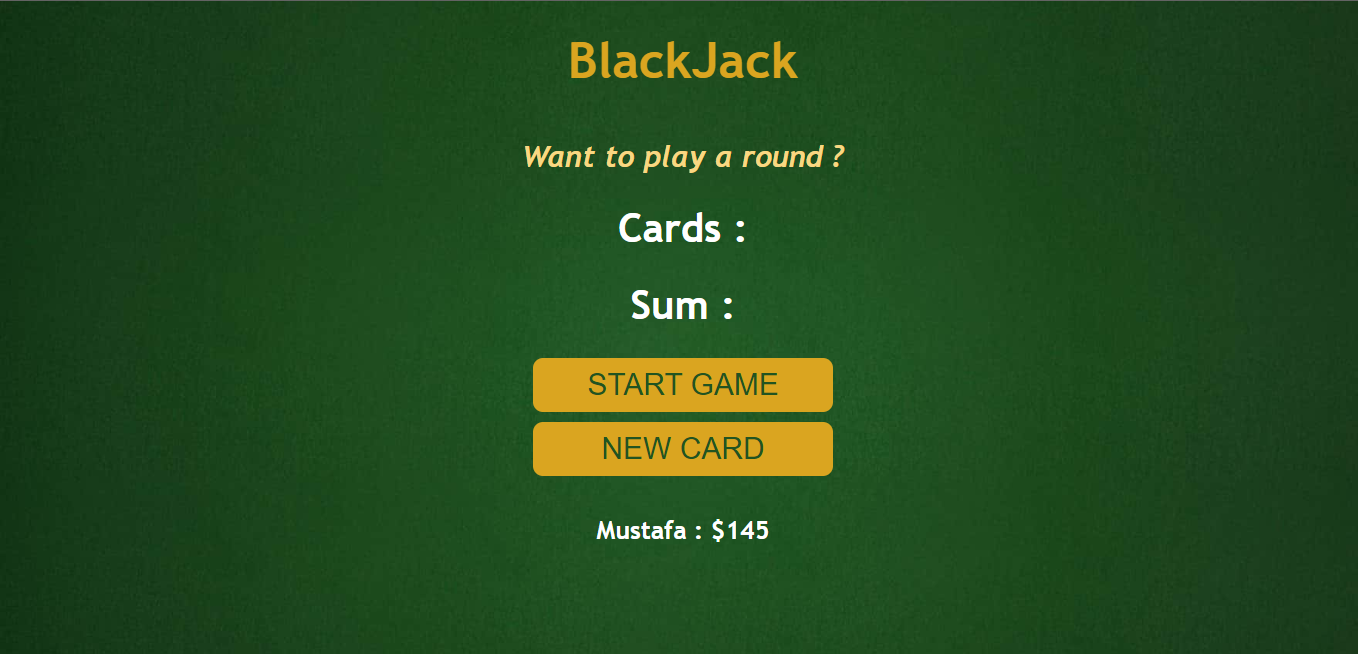 BlackJack
Want to play a round ?
Cards :
Sum :
START GAME
NEW CARD
Mustafa : $145